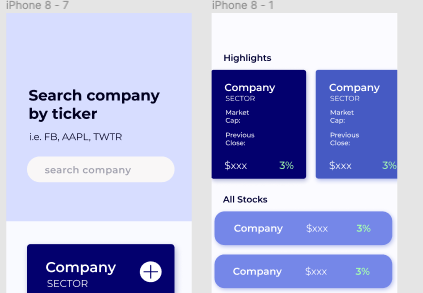 iPhone 8 - 7
Search company
by ticker
i.e. FB, AAPL, TWTR
search company
Company
SECTOR
iPhone 8 - 1
Highlights
Company
SECTOR
Market
Cap:
Previous
Close:
$xxx 3%
Company
SECTOR
Market
Cap:
Previous
Close:
$xxx 3%
All Stocks
Company $xxx 3%
Company $xxx 3%